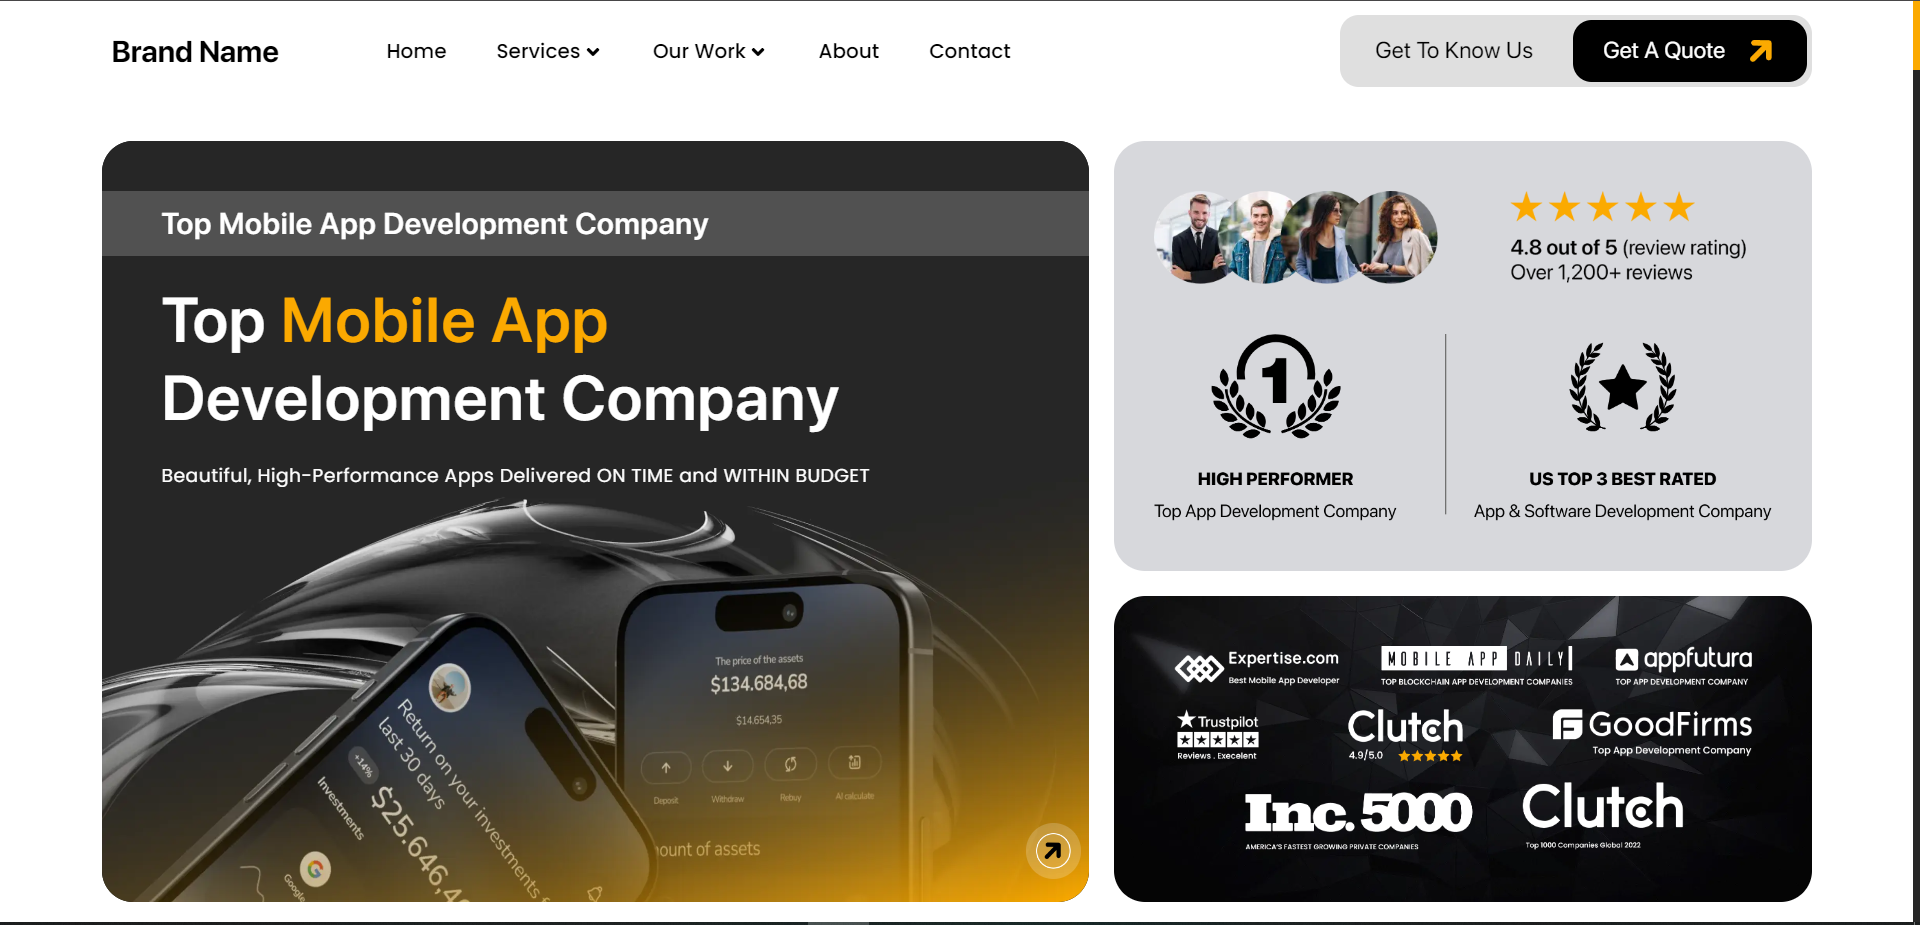 Brand Name
Home
Services
Our Work
About
Contact
Get To Know Us
Get A Quote
Top Mobile App Development Company
Top Mobile App
Development Company
Beautiful, High-Performance Apps Delivered ON TIME and WITHIN BUDGET
The price of the assets
$134.684,68
$14.654,35
Deposit
Withdraw
Rebuy
AI calculate
ount of assets
Return on your investments
last 30 days
+14%
$25.646,4
Investments
Google
4.8 out of 5 (review rating)
Over 1,200+ reviews
1
HIGH PERFORMER
Top App Development Company
US TOP 3 BEST RATED
App & Software Development Company
Expertise.com
Best Mobile App Developer
MOBILE APP DAILY
TOP BLOCKCHAIN APP DEVELOPMENT COMPANIES
appfutura
TOP APP DEVELOPMENT COMPANY
Trustpilot
Reviews . Execelent
Clutch
4.9/5.0
GoodFirms
Top App Development Company
Inc. 5000
AMERICA'S FASTEST GROWING PRIVATE COMPANIES
Clutch
Top 1000 Companies Global 2022